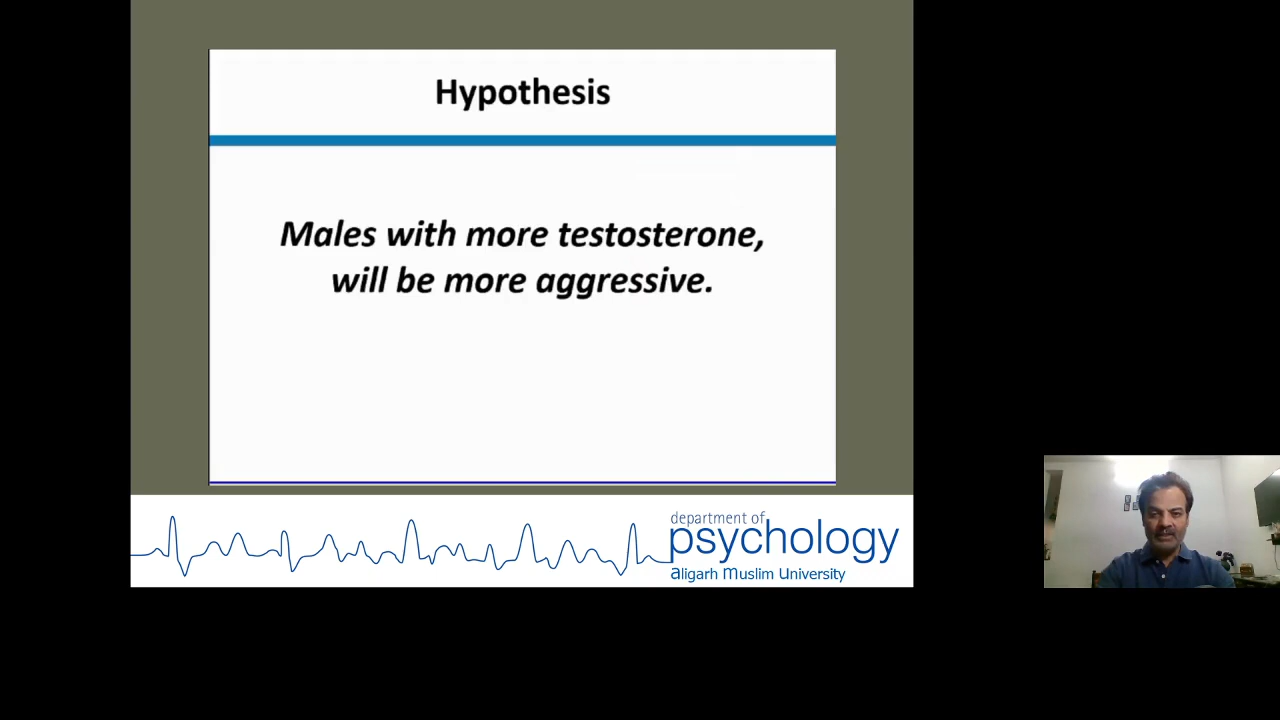 Hypothesis
Males with more testosterone,
will be more aggressive.
department of
psychology
aligarh muslim university